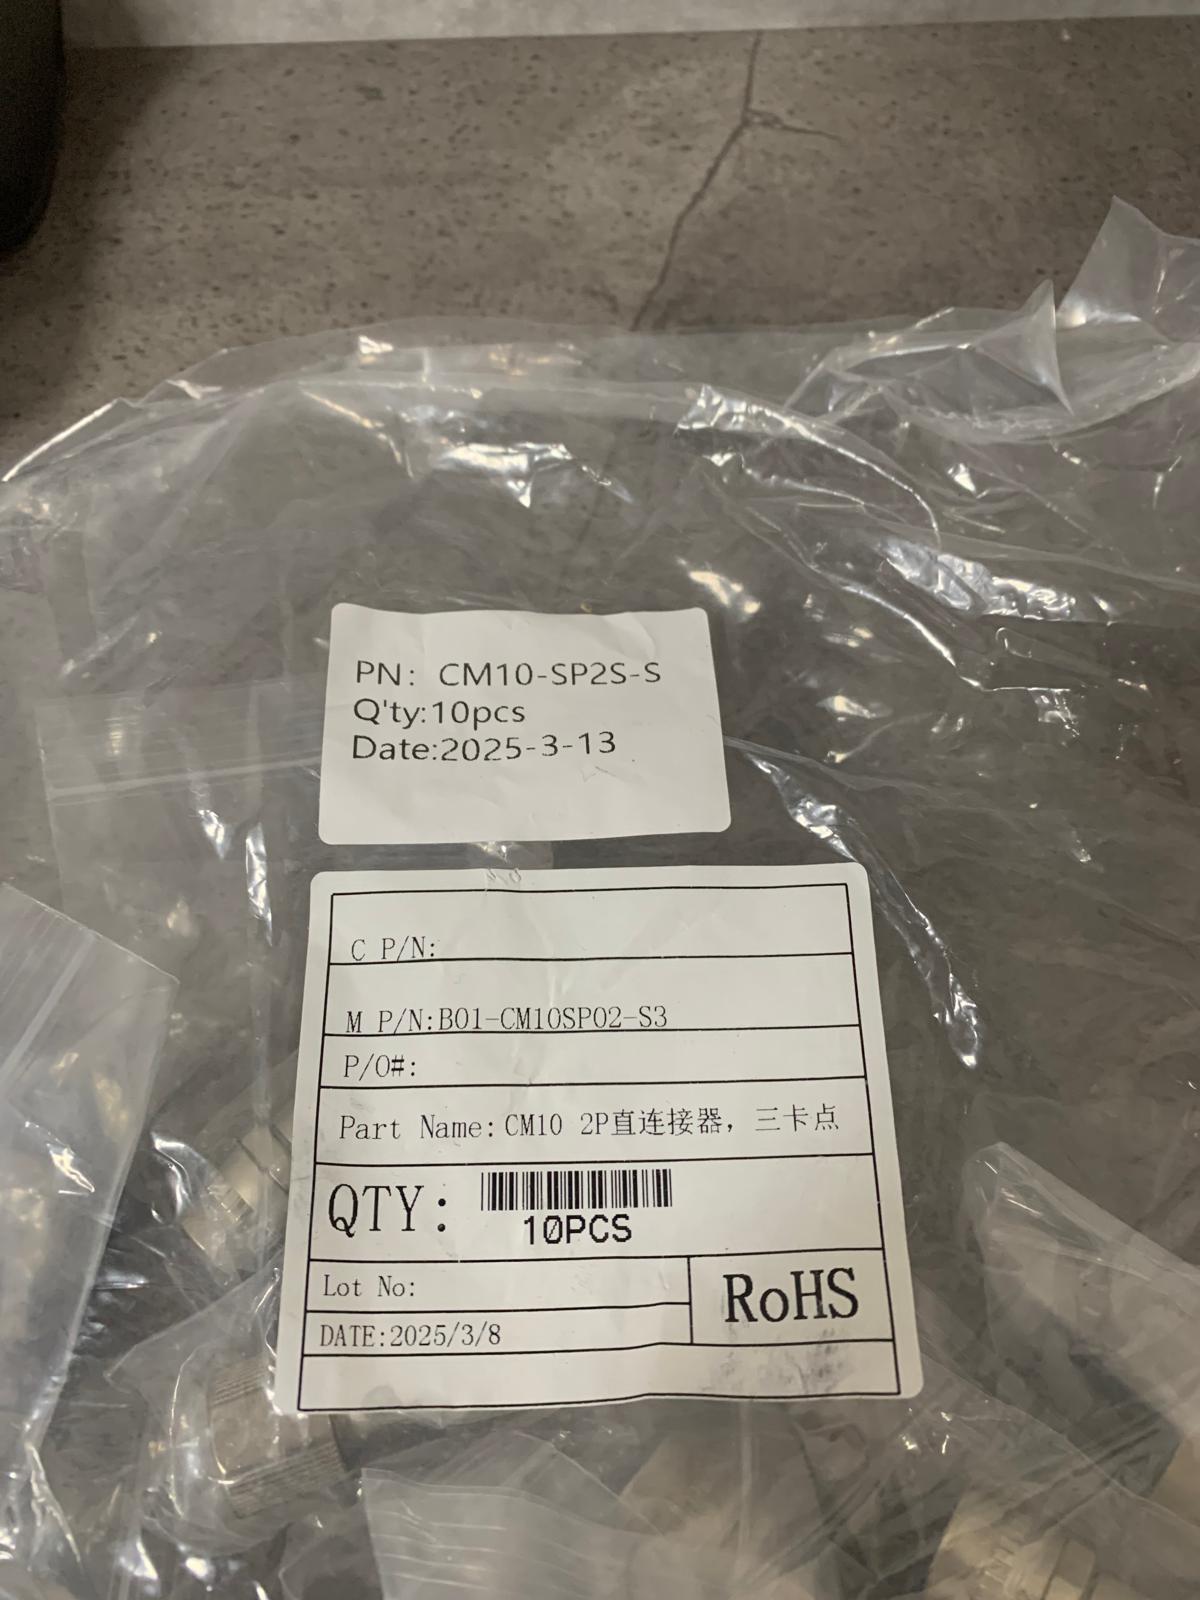 PN: CM10-SP2S-S
Q'ty:10pcs
Date:2025-3-13
C P/N:
M P/N:B01-CM10SP02-S3
P/O#:
Part Name:CM10 2P直连接器，三卡点
QTY:
10PCS
Lot No:
RoHS
DATE:2025/3/8